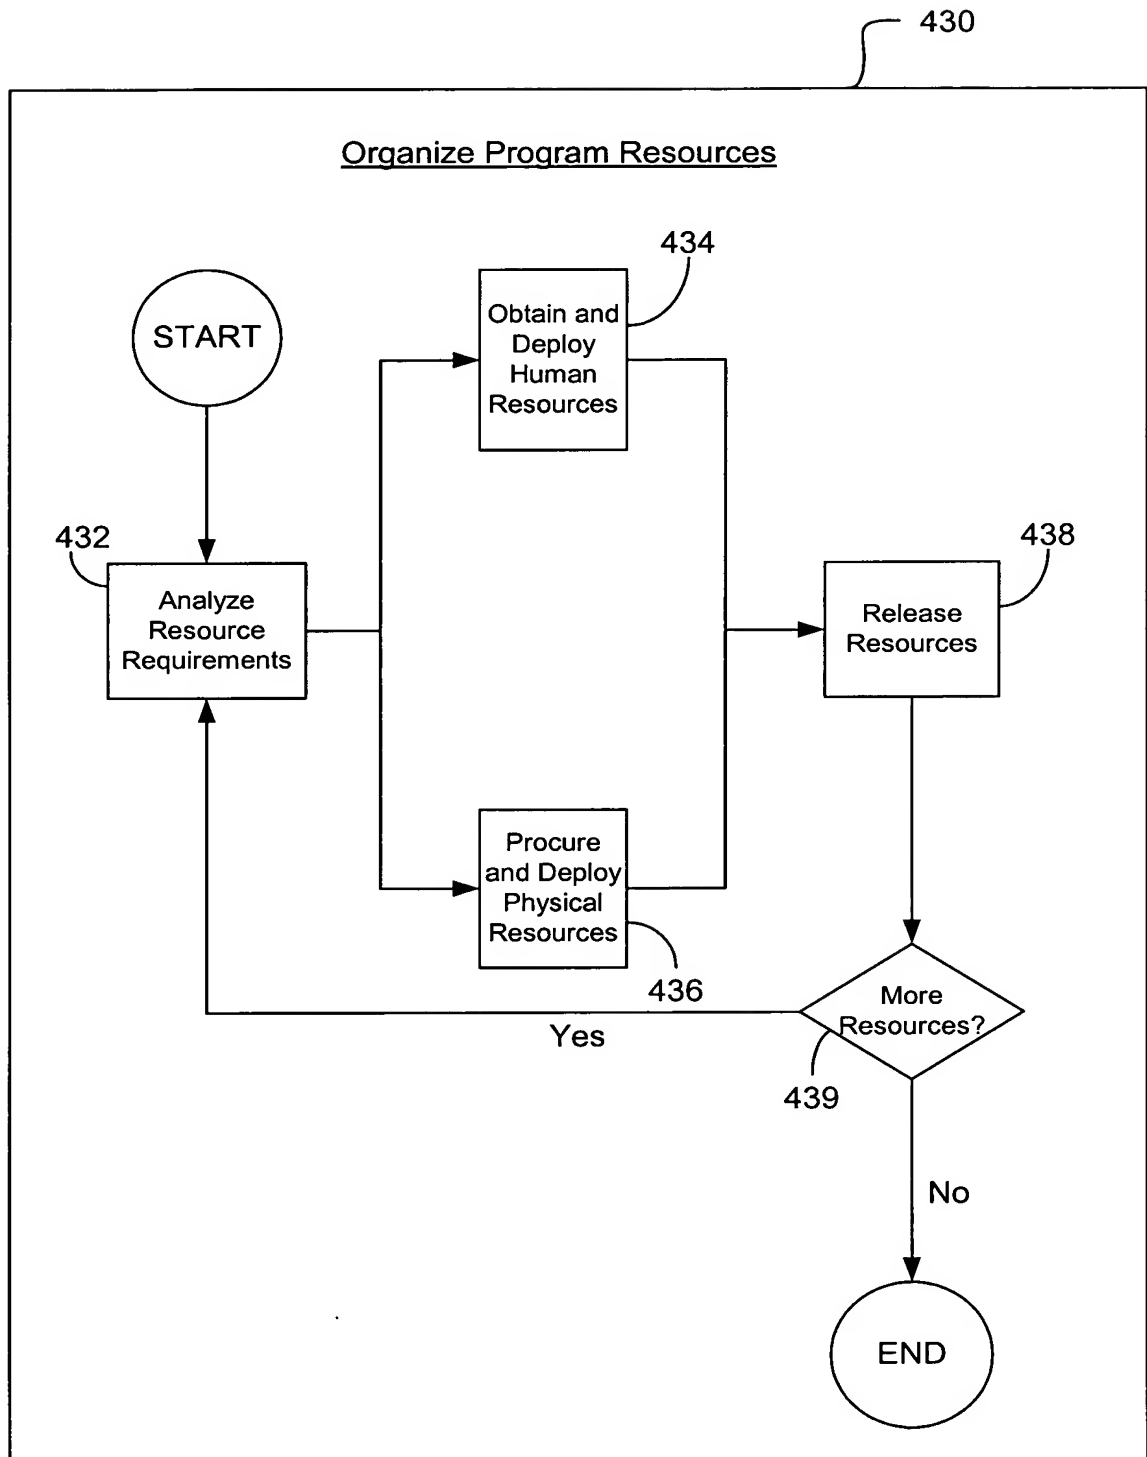 430
Organize Program Resources
434
START
Obtain and
Deploy
Human
Resources
432
Analyze
Resource
Requirements
438
Release
Resources
Procure
and Deploy
Physical
Resources
436
More
Resources?
439
Yes
No
END